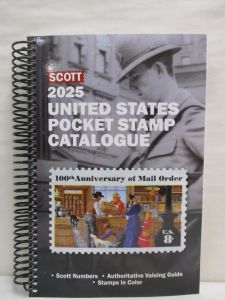 SCOTT
2025
UNITED STATES
POCKET STAMP
CATALOGUE
100th Anniversary of Mail Order
U.S.
8
• Scott Numbers • Authoritative Valuing Guide
• Stamps in Color